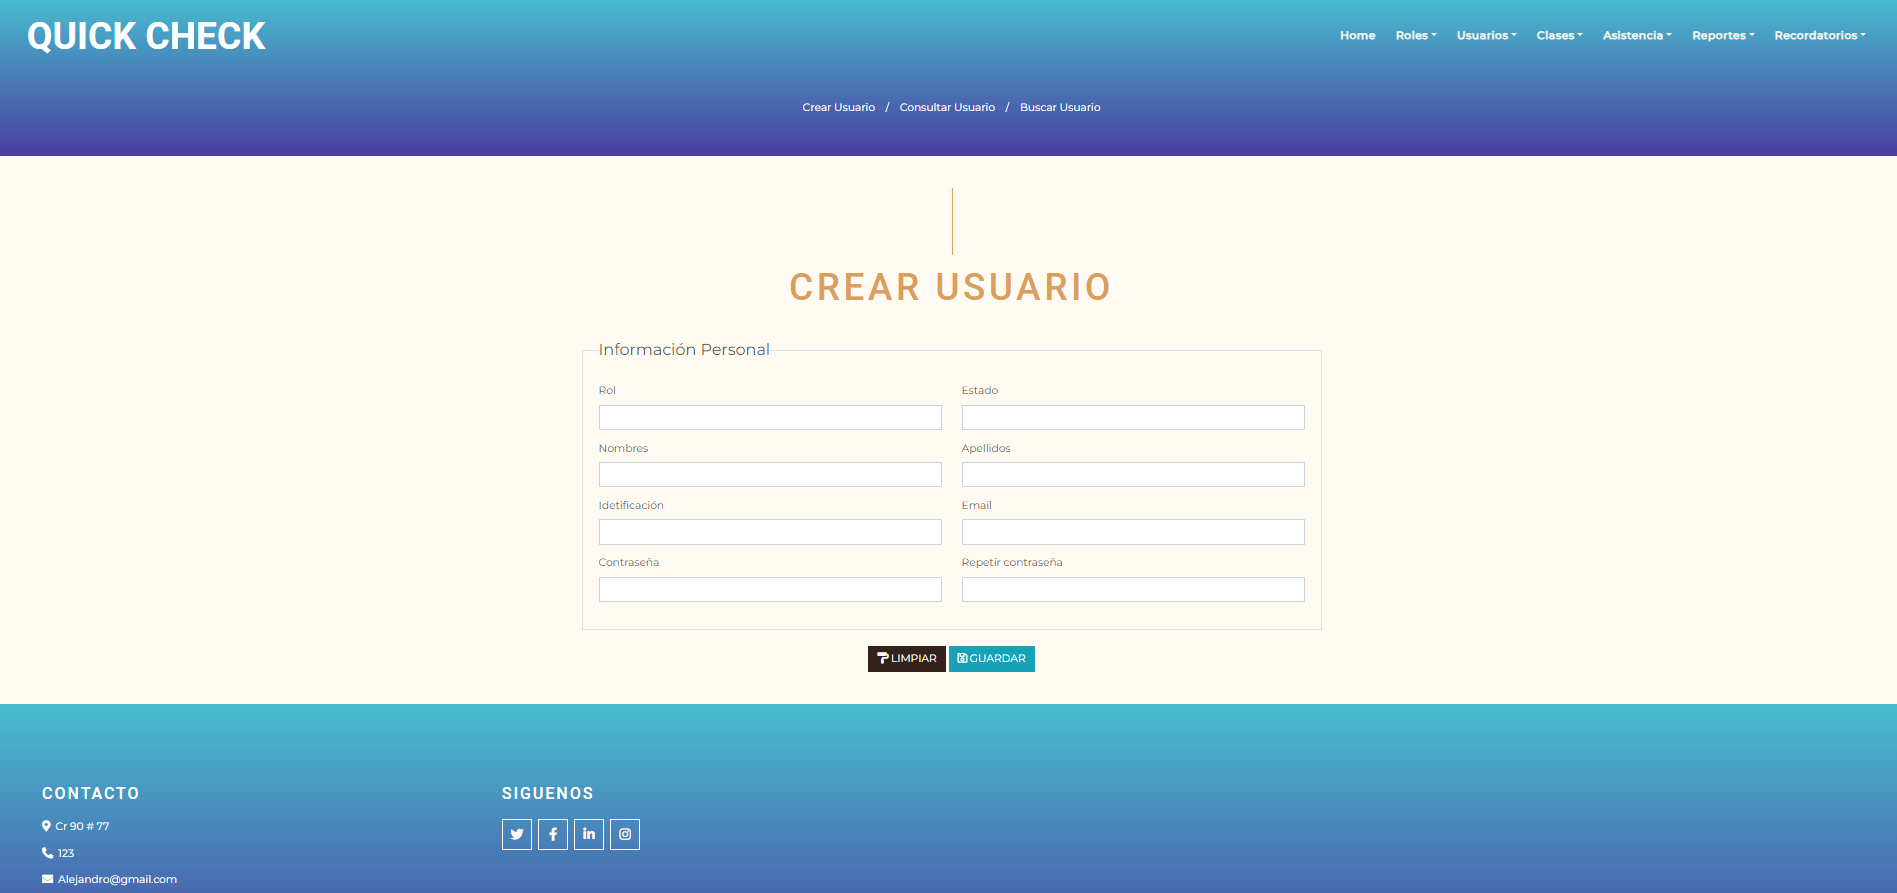 QUICK CHECK
Home Roles Usuarios Clases Asistencia Reportes Recordatorios
Crear Usuario / Consultar Usuario / Buscar Usuario
CREAR USUARIO
Información Personal
Rol Estado
Nombres Apellidos
Idetificación Email
Contraseña Repetir contraseña
LIMPIAR GUARDAR
CONTACTO SIGUENOS
Cr 90 # 77
123
Alejandro@gmail.com